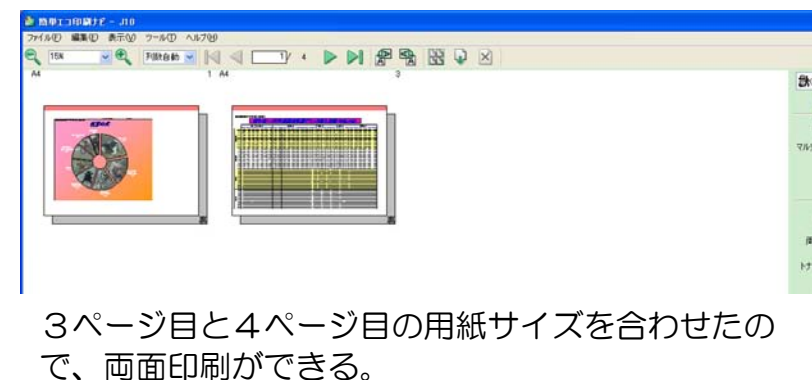 簡単エコ印刷ナビ - J10
ファイル(F) 編集(E) 表示(V) ツール(T) ヘルプ(H)
15% 列数自動 1 / 4
A4 1 A4 3
３ページ目と４ページ目の用紙サイズを合わせたの
で、両面印刷ができる。